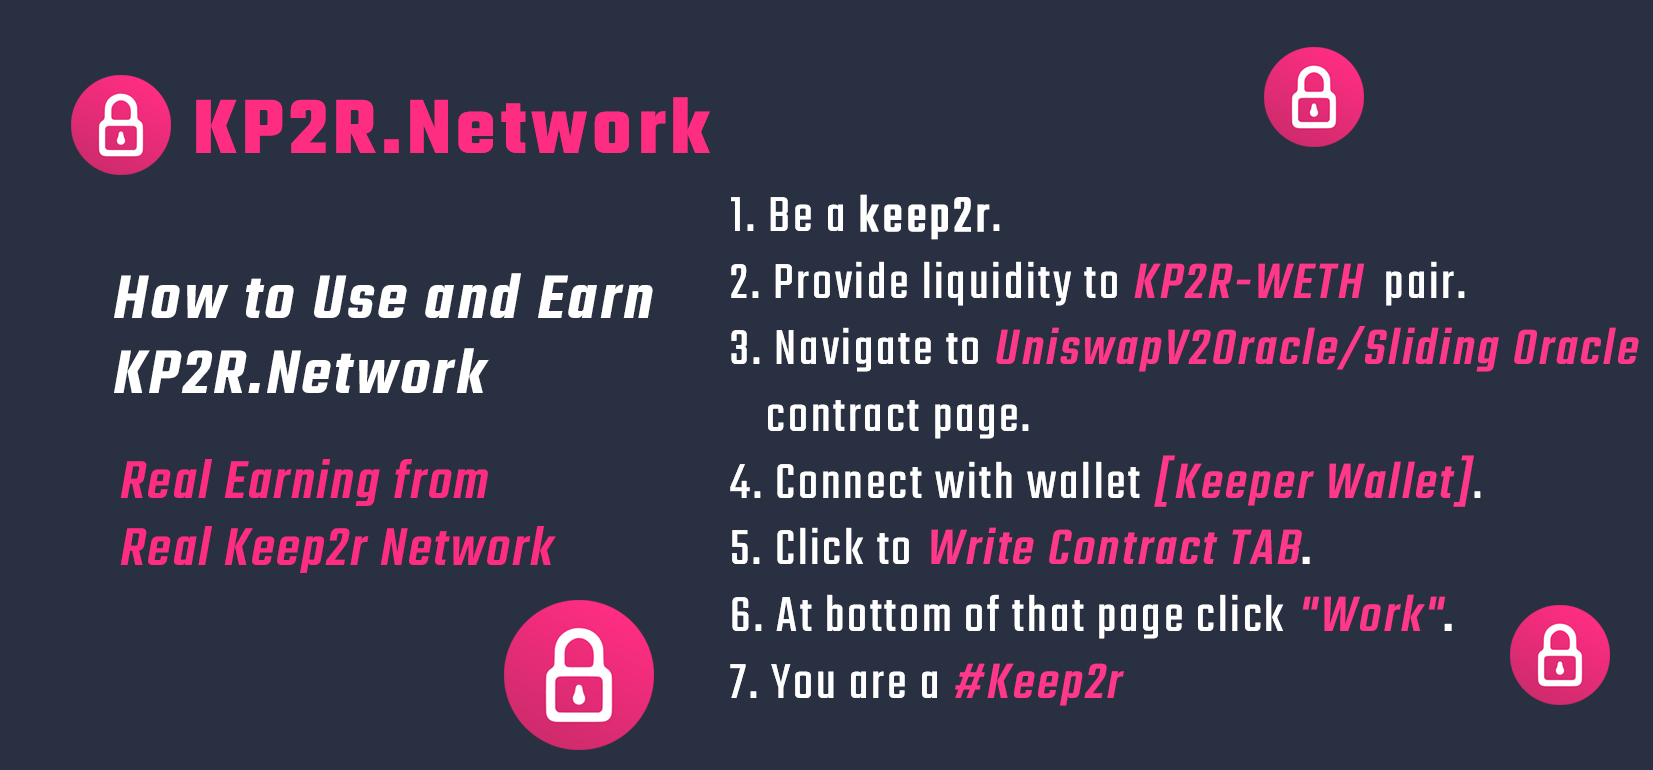 KP2R.Network
How to Use and Earn
KP2R.Network
Real Earning from
Real Keep2r Network
1. Be a keep2r.
2. Provide liquidity to KP2R-WETH pair.
3. Navigate to UniswapV2Oracle/Sliding Oracle
contract page.
4. Connect with wallet [Keeper Wallet].
5. Click to Write Contract TAB.
6. At bottom of that page click "Work".
7. You are a #Keep2r